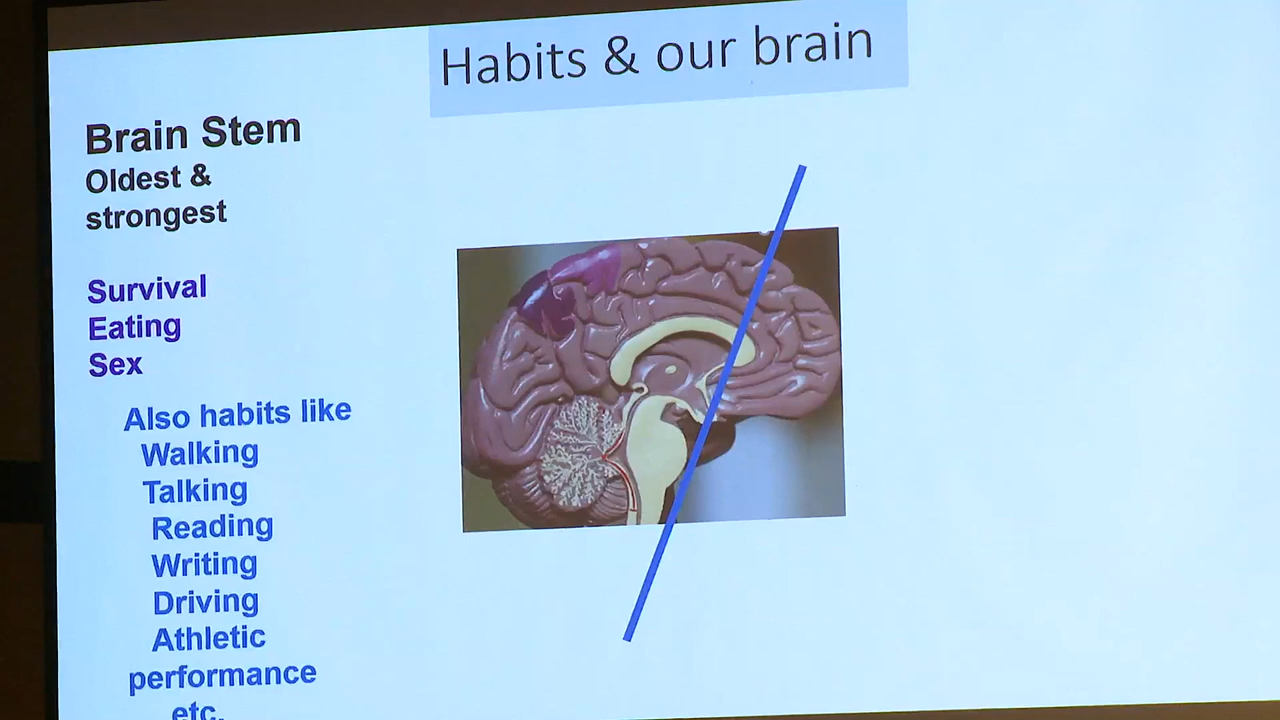 Habits & our brain
Brain Stem
Oldest &
strongest
Survival
Eating
Sex
Also habits like
Walking
Talking
Reading
Writing
Driving
Athletic
performance
etc.